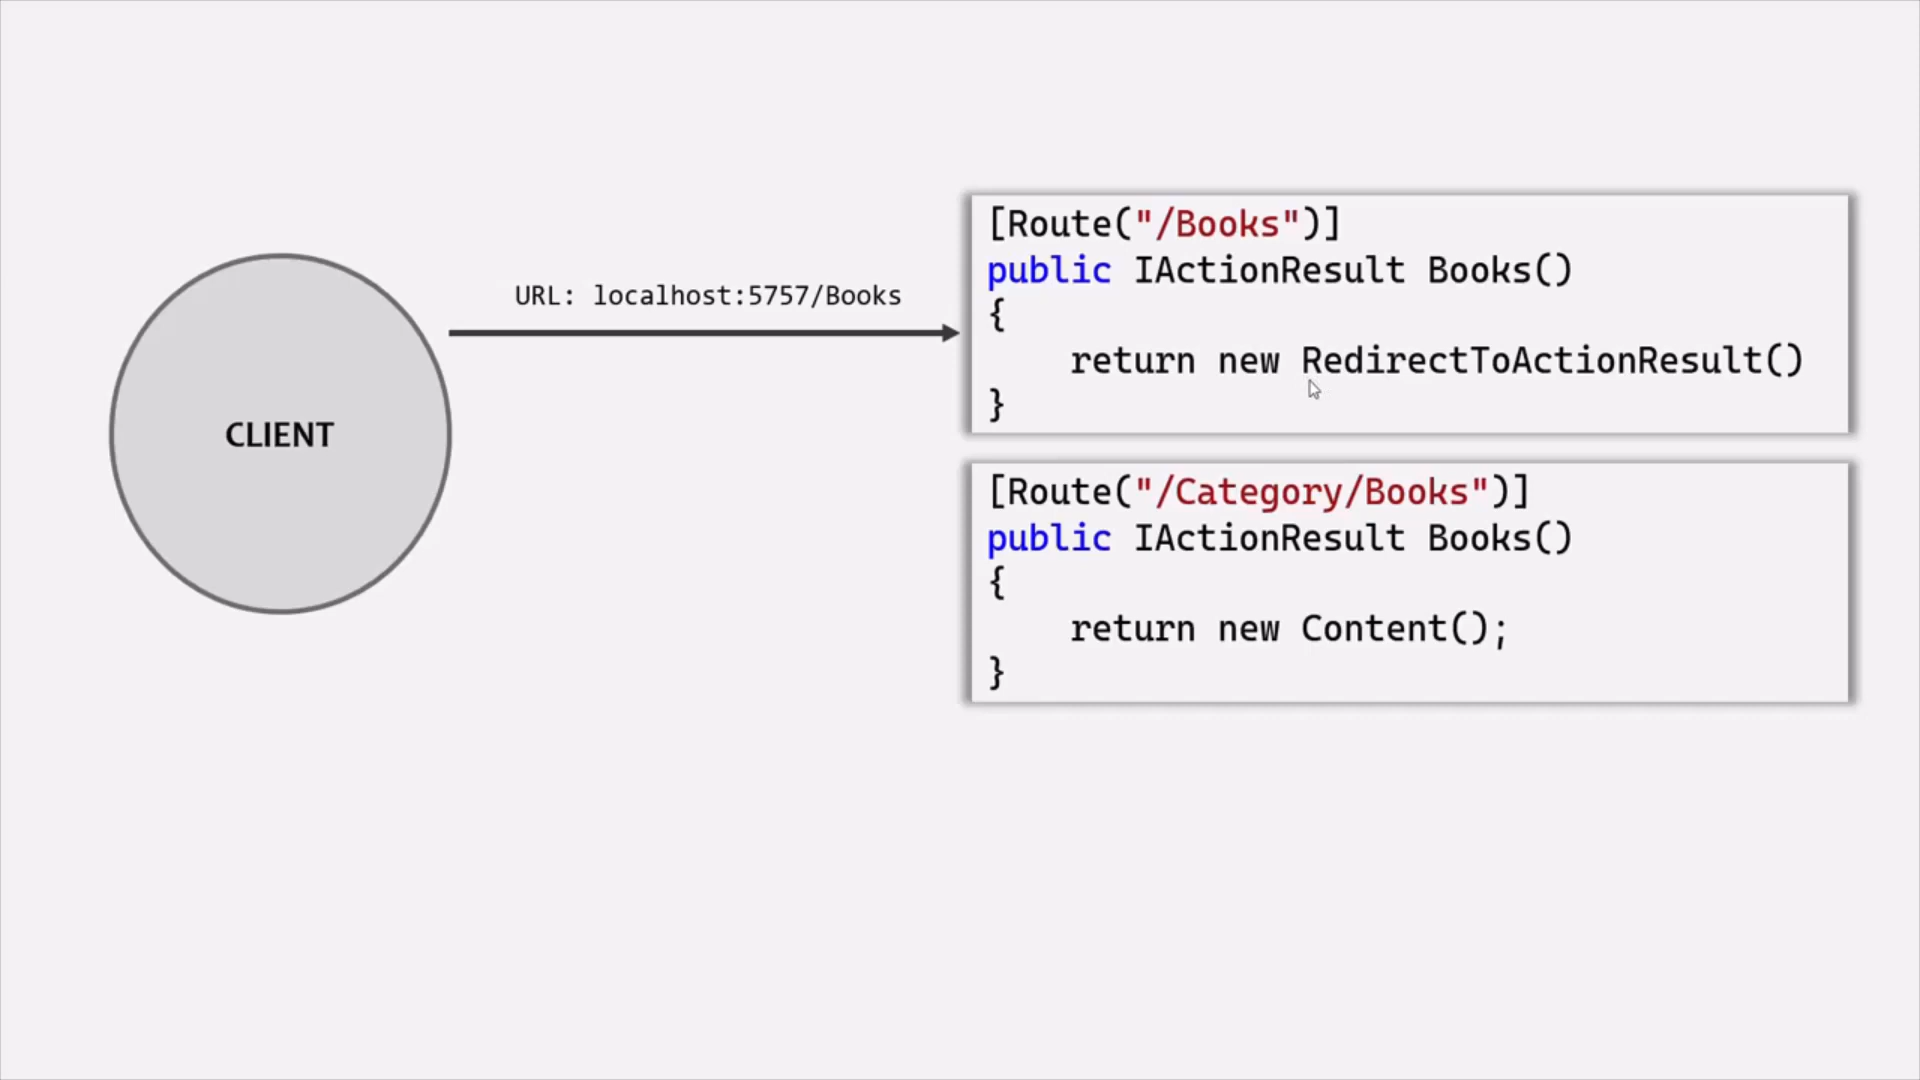 CLIENT
URL: localhost:5757/Books
[Route("/Books")]
public IActionResult Books()
{
    return new RedirectToActionResult()
}
[Route("/Category/Books")]
public IActionResult Books()
{
    return new Content();
}